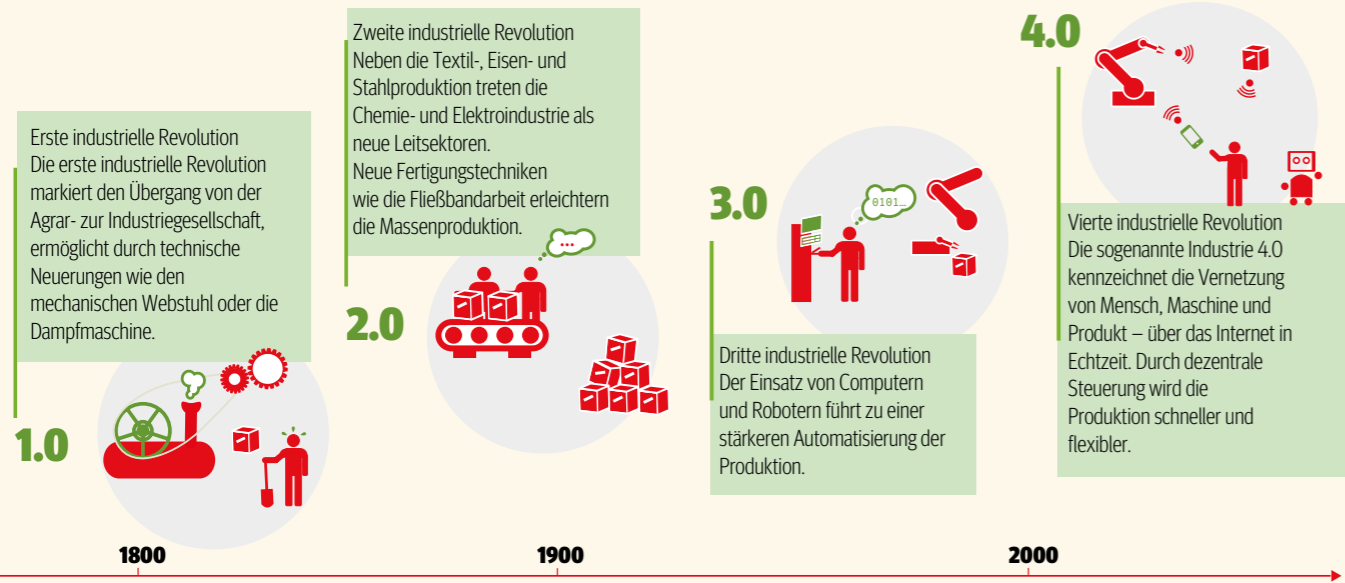 Erste industrielle Revolution
Die erste industrielle Revolution
markiert den Übergang von der
Agrar- zur Industriegesellschaft,
ermöglicht durch technische
Neuerungen wie den
mechanischen Webstuhl oder die
Dampfmaschine.
1.0
Zweite industrielle Revolution
Neben die Textil-, Eisen- und
Stahlproduktion treten die
Chemie- und Elektroindustrie als
neue Leitsektoren.
Neue Fertigungstechniken
wie die Fließbandarbeit erleichtern
die Massenproduktion.
...
2.0
3.0
0101...
Dritte industrielle Revolution
Der Einsatz von Computern
und Robotern führt zu einer
stärkeren Automatisierung der
Produktion.
4.0
Vierte industrielle Revolution
Die sogenannte Industrie 4.0
kennzeichnet die Vernetzung
von Mensch, Maschine und
Produkt – über das Internet in
Echtzeit. Durch dezentrale
Steuerung wird die
Produktion schneller und
flexibler.
1800
1900
2000